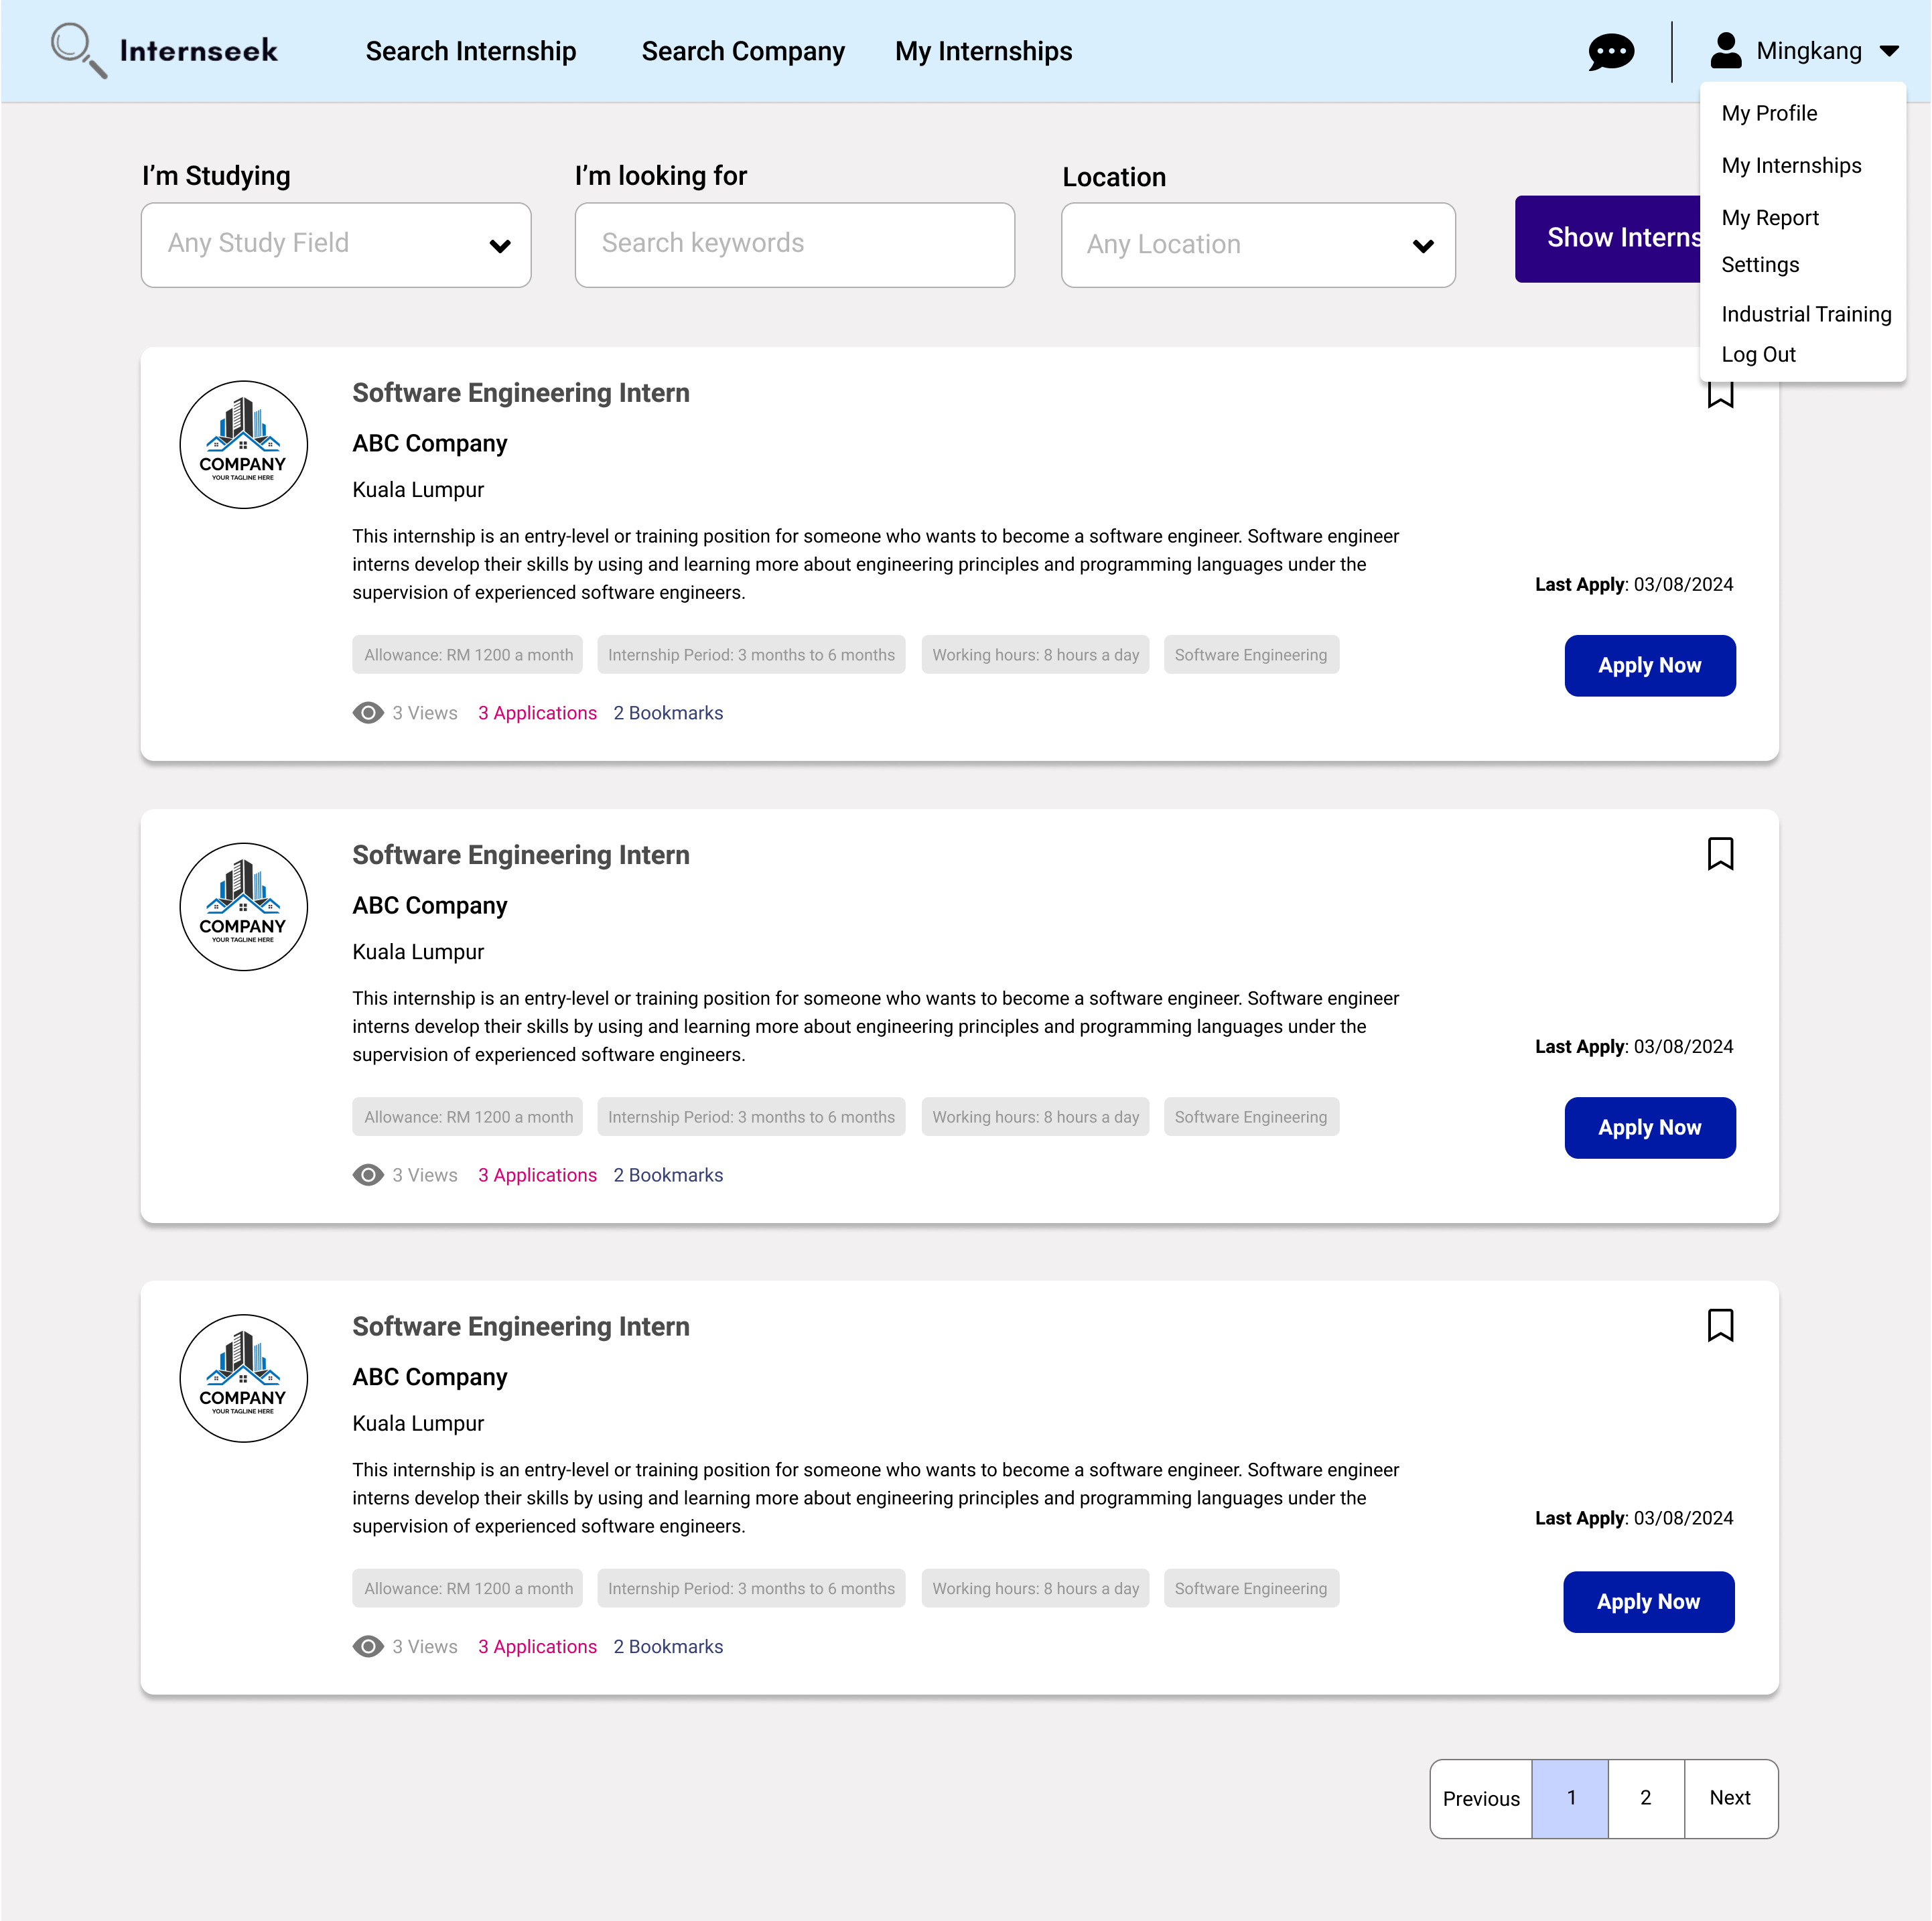 Internseek
Search Internship
Search Company
My Internships
Mingkang
My Profile
My Internships
My Report
Settings
Industrial Training
Log Out
I’m Studying
Any Study Field
I’m looking for
Search keywords
Location
Any Location
Show Interns
COMPANY
YOUR TAGLINE HERE
Software Engineering Intern
ABC Company
Kuala Lumpur
This internship is an entry-level or training position for someone who wants to become a software engineer. Software engineer
interns develop their skills by using and learning more about engineering principles and programming languages under the
supervision of experienced software engineers.
Last Apply: 03/08/2024
Allowance: RM 1200 a month
Internship Period: 3 months to 6 months
Working hours: 8 hours a day
Software Engineering
Apply Now
3 Views
3 Applications
2 Bookmarks
COMPANY
YOUR TAGLINE HERE
Software Engineering Intern
ABC Company
Kuala Lumpur
This internship is an entry-level or training position for someone who wants to become a software engineer. Software engineer
interns develop their skills by using and learning more about engineering principles and programming languages under the
supervision of experienced software engineers.
Last Apply: 03/08/2024
Allowance: RM 1200 a month
Internship Period: 3 months to 6 months
Working hours: 8 hours a day
Software Engineering
Apply Now
3 Views
3 Applications
2 Bookmarks
COMPANY
YOUR TAGLINE HERE
Software Engineering Intern
ABC Company
Kuala Lumpur
This internship is an entry-level or training position for someone who wants to become a software engineer. Software engineer
interns develop their skills by using and learning more about engineering principles and programming languages under the
supervision of experienced software engineers.
Last Apply: 03/08/2024
Allowance: RM 1200 a month
Internship Period: 3 months to 6 months
Working hours: 8 hours a day
Software Engineering
Apply Now
3 Views
3 Applications
2 Bookmarks
Previous
1
2
Next